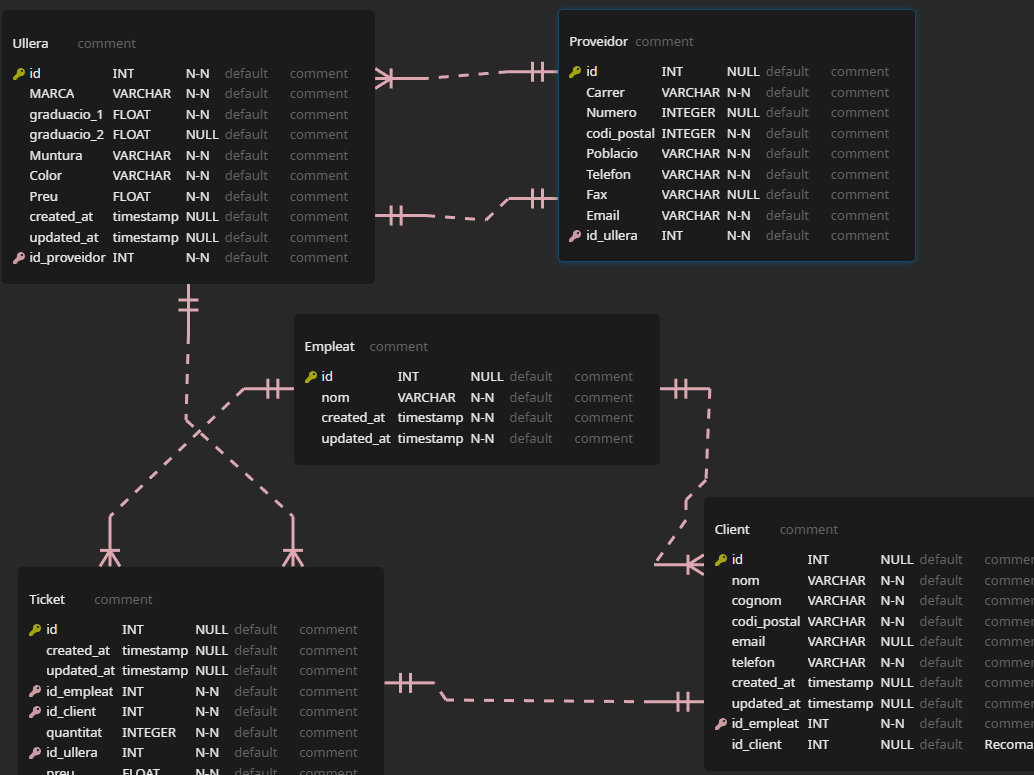 Ullera comment
id INT N-N default comment
MARCA VARCHAR N-N default comment
graduacio_1 FLOAT N-N default comment
graduacio_2 FLOAT NULL default comment
Muntura VARCHAR N-N default comment
Color VARCHAR N-N default comment
Preu FLOAT N-N default comment
created_at timestamp NULL default comment
updated_at timestamp NULL default comment
id_proveidor INT N-N default comment
Proveidor comment
id INT NULL default comment
Carrer VARCHAR N-N default comment
Numero INTEGER NULL default comment
codi_postal INTEGER N-N default comment
Poblacio VARCHAR N-N default comment
Telefon VARCHAR N-N default comment
Fax VARCHAR NULL default comment
Email VARCHAR N-N default comment
id_ullera INT N-N default comment
Empleat comment
id INT NULL default comment
nom VARCHAR N-N default comment
created_at timestamp N-N default comment
updated_at timestamp N-N default comment
Client comment
id INT NULL default comme
nom VARCHAR N-N default comme
cognom VARCHAR N-N default comme
codi_postal VARCHAR N-N default comme
email VARCHAR NULL default comme
telefon VARCHAR N-N default comme
created_at timestamp NULL default comme
updated_at timestamp NULL default comme
id_empleat INT N-N default comme
id_client INT NULL default Recoma
Ticket comment
id INT NULL default comment
created_at timestamp NULL default comment
updated_at timestamp NULL default comment
id_empleat INT N-N default comment
id_client INT N-N default comment
quantitat INTEGER N-N default comment
id_ullera INT N-N default comment
preu FLOAT N-N default comment